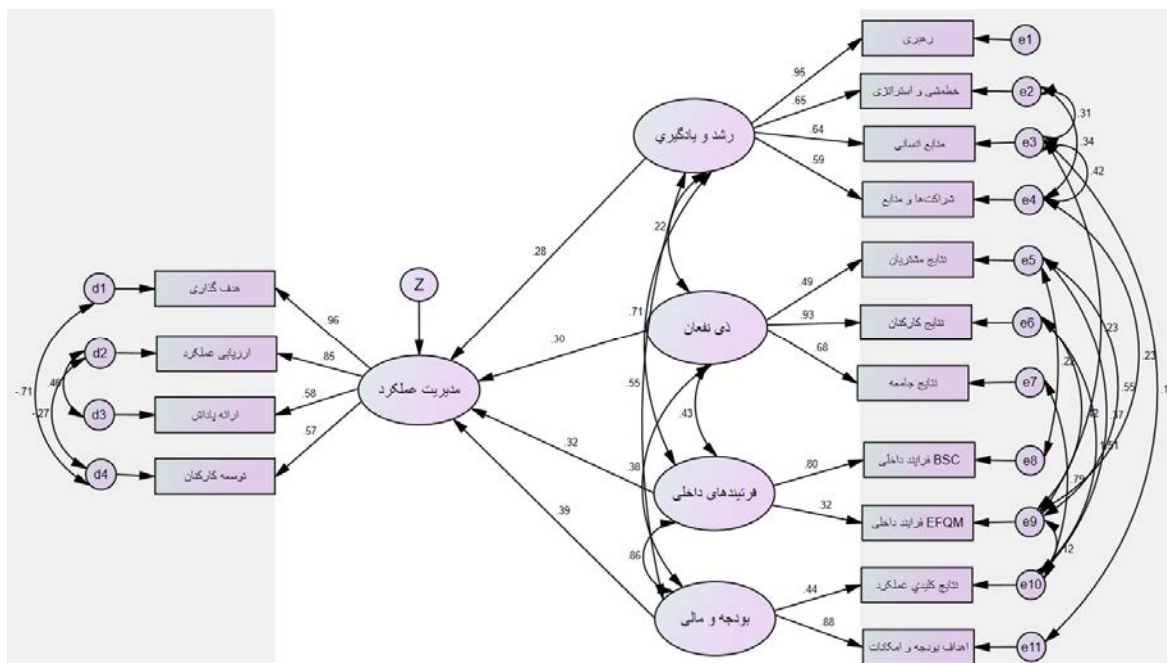 رهبری
e1
.95
خط‌مشی و استراتژی
e2
.65
.31
منابع انسانی
e3
.64
.34
.42
شراکت‌ها و منابع
e4
.59
رشد و یادگیري
نتایج مشتریان
e5
.49
نتایج کارکنان
e6
.93
نتایج جامعه
e7
.68
ذی نفعان
.22
.28
.30
.71
.55
.43
.38
.32
.39
.86
BSC فرایند داخلی
e8
.80
EFQM فرایند داخلی
e9
.32
فرئیندهای داخلی
نتایج کلیدي عملکرد
e10
.44
اهداف بودجه و امکانات
e11
.88
بودجه و مالی
.23
.23
.55
.37
.79
Z
مدیریت عملکرد
هدف گذاری
d1
.96
ارزیابی عملکرد
d2
.85
ارائه پاداش
d3
.58
توسعه کارکنان
d4
.57
-.71
.46
-.27